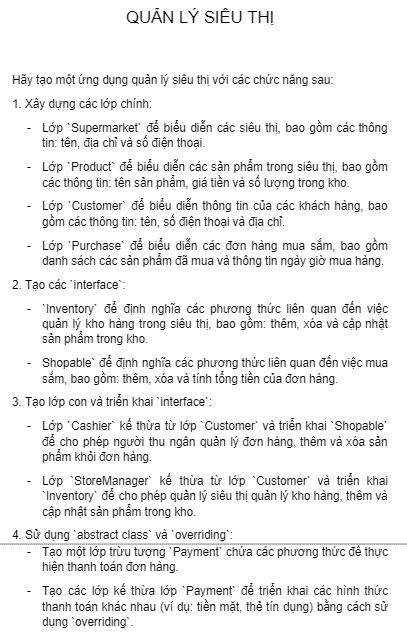 QUẢN LÝ SIÊU THỊ
Hãy tạo một ứng dụng quản lý siêu thị với các chức năng sau:
1. Xây dựng các lớp chính:
- Lớp `Supermarket` để biểu diễn các siêu thị, bao gồm các thông
tin: tên, địa chỉ và số điện thoại.
- Lớp `Product` để biểu diễn các sản phẩm trong siêu thị, bao gồm
các thông tin: tên sản phẩm, giá tiền và số lượng trong kho.
- Lớp `Customer` để biểu diễn thông tin của các khách hàng, bao
gồm các thông tin: tên, số điện thoại và địa chỉ.
- Lớp `Purchase` để biểu diễn các đơn hàng mua sắm, bao gồm
danh sách các sản phẩm đã mua và thông tin ngày giờ mua hàng.
2. Tạo các `interface`:
- `Inventory` để định nghĩa các phương thức liên quan đến việc
quản lý kho hàng trong siêu thị, bao gồm: thêm, xóa và cập nhật
sản phẩm trong kho.
- Shopable` để định nghĩa các phương thức liên quan đến việc mua
sắm, bao gồm: thêm, xóa và tính tổng tiền của đơn hàng.
3. Tạo lớp con và triển khai `interface`:
- Lớp `Cashier` kế thừa từ lớp `Customer` và triển khai `Shopable`
để cho phép người thu ngân quản lý đơn hàng, thêm và xóa sản
phẩm khỏi đơn hàng.
- Lớp `StoreManager` kế thừa từ lớp `Customer` và triển khai
`Inventory` để cho phép quản lý siêu thị quản lý kho hàng, thêm và
cập nhật sản phẩm trong kho.
4. Sử dụng `abstract class` và `overriding`:
- Tạo một lớp trừu tượng `Payment` chứa các phương thức để thực
hiện thanh toán đơn hàng.
- Tạo các lớp kế thừa lớp `Payment` để triển khai các hình thức
thanh toán khác nhau (ví dụ: tiền mặt, thẻ tín dụng) bằng cách sử
dụng `overriding`.